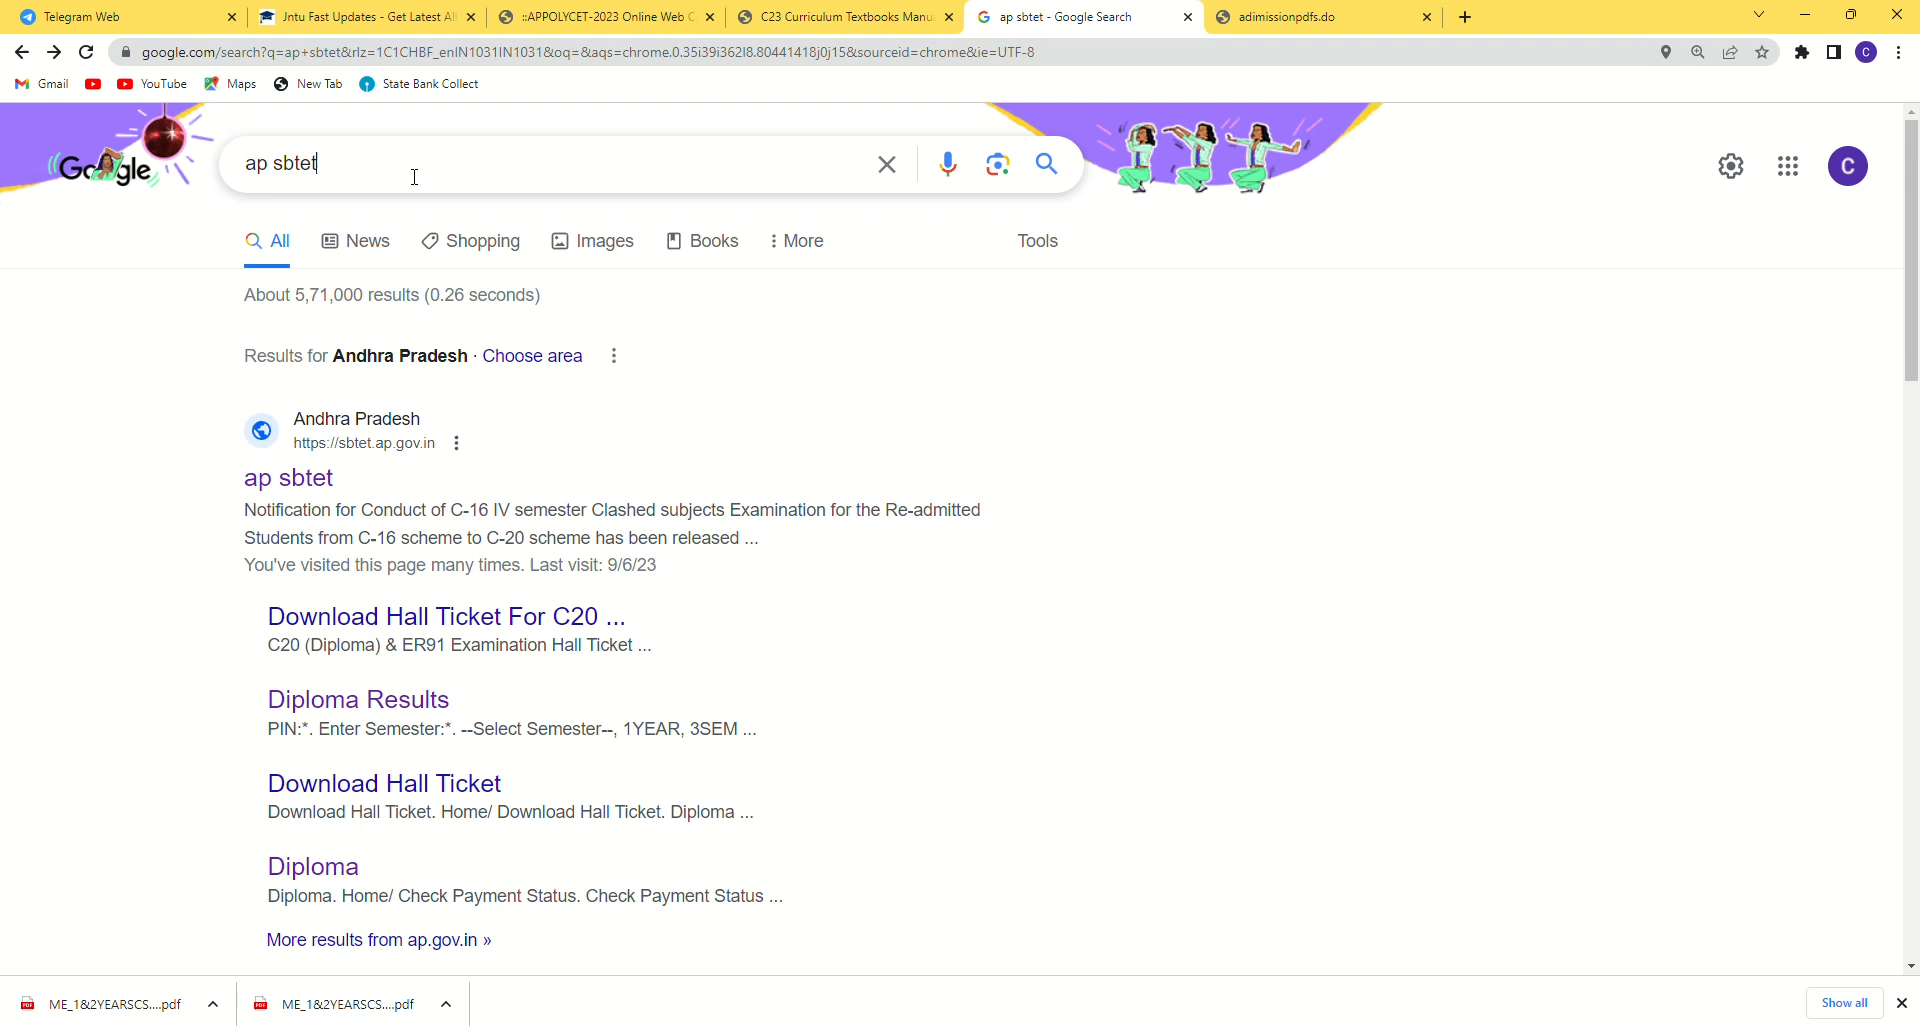 Telegram Web
Jntu Fast Updates - Get Latest All
::APPOLYCET-2023 Online Web C
C23 Curriculum Textbooks Manu
ap sbtet - Google Search
adimissionpdfs.do
google.com/search?q=ap+sbtet&rlz=1C1CHBF_enIN1031IN1031&oq=&aqs=chrome.0.35i39i362l8.80441418j0j15&sourceid=chrome&ie=UTF-8
C
Gmail
YouTube
Maps
New Tab
State Bank Collect
Google
ap sbtet
C
All
News
Shopping
Images
Books
More
Tools
About 5,71,000 results (0.26 seconds)
Results for Andhra Pradesh · Choose area
Andhra Pradesh
https://sbtet.ap.gov.in
ap sbtet
Notification for Conduct of C-16 IV semester Clashed subjects Examination for the Re-admitted
Students from C-16 scheme to C-20 scheme has been released ...
You've visited this page many times. Last visit: 9/6/23
Download Hall Ticket For C20 ...
C20 (Diploma) & ER91 Examination Hall Ticket ...
Diploma Results
PIN:*. Enter Semester:*. --Select Semester--, 1YEAR, 3SEM ...
Download Hall Ticket
Download Hall Ticket. Home/ Download Hall Ticket. Diploma ...
Diploma
Diploma. Home/ Check Payment Status. Check Payment Status ...
More results from ap.gov.in »
ME_1&2YEARSCS....pdf
ME_1&2YEARSCS....pdf
Show all